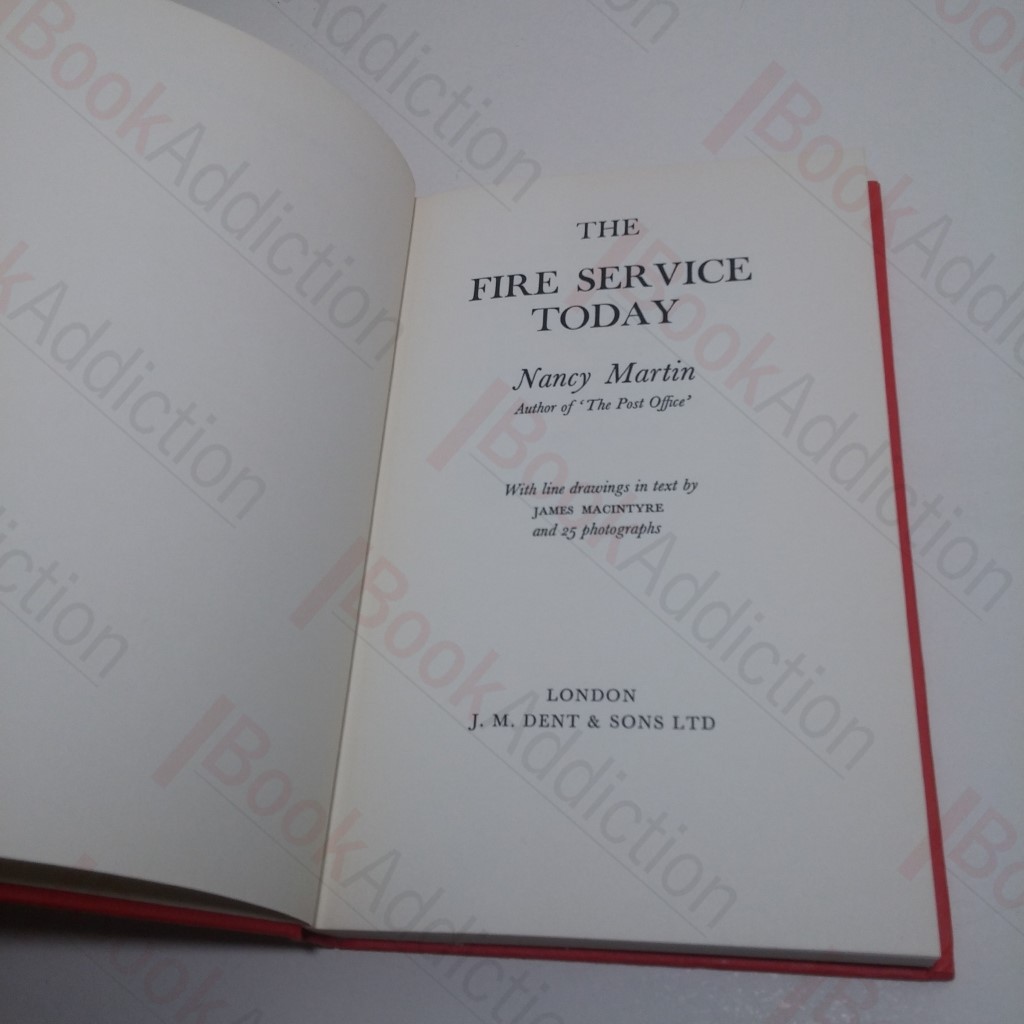 THE
FIRE SERVICE
TODAY
Nancy Martin
Author of ‘The Post Office’
With line drawings in text by
JAMES MACINTYRE
and 25 photographs
LONDON
J. M. DENT & SONS LTD
BookAddiction